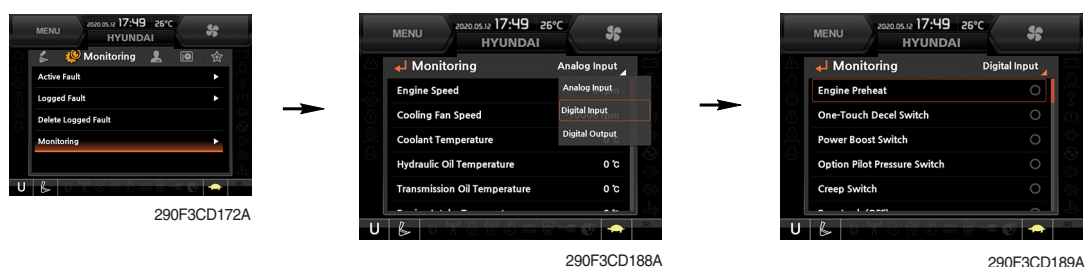 MENU
2020.05.12 17:49 26°C
HYUNDAI
Monitoring
Active Fault
Logged Fault
Delete Logged Fault
Monitoring
U
290F3CD172A
MENU
2020.05.12 17:49 26°C
HYUNDAI
Monitoring Analog Input
Engine Speed
Analog Input
Cooling Fan Speed
Digital Input
Coolant Temperature
Digital Output
Hydraulic Oil Temperature 0 ℃
Transmission Oil Temperature 0 ℃
U
290F3CD188A
MENU
2020.05.12 17:49 26°C
HYUNDAI
Monitoring Digital Input
Engine Preheat
One-Touch Decel Switch
Power Boost Switch
Option Pilot Pressure Switch
Creep Switch
U
290F3CD189A